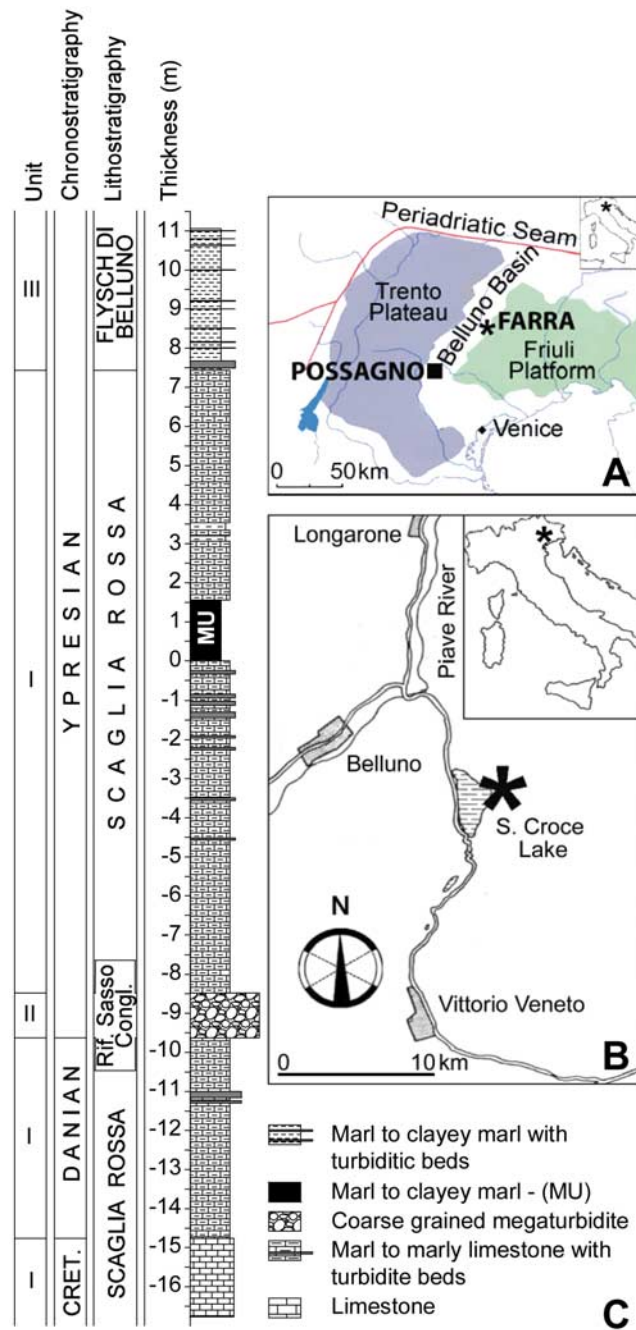 Unit
Chronostratigraphy
Lithostratigraphy
Thickness (m)
III
I
II
I
I
YPRESIAN
DANIAN
CRET.
FLYSCH DI
BELLUNO
SCAGLIA ROSSA
Rif. Sasso
Congl.
SCAGLIA ROSSA
11
10
9
8
7
6
5
4
3
2
1
0
-1
-2
-3
-4
-5
-6
-7
-8
-9
-10
-11
-12
-13
-14
-15
-16
MU
Periadriatic Seam
Trento
Plateau
Belluno Basin
FARRA
Friuli
Platform
POSSAGNO
Venice
0 50 km
A
Longarone
Piave River
Belluno
S. Croce
Lake
N
Vittorio Veneto
0 10 km
B
Marl to clayey marl with
turbiditic beds
Marl to clayey marl - (MU)
Coarse grained megaturbidite
Marl to marly limestone with
turbidite beds
Limestone
C